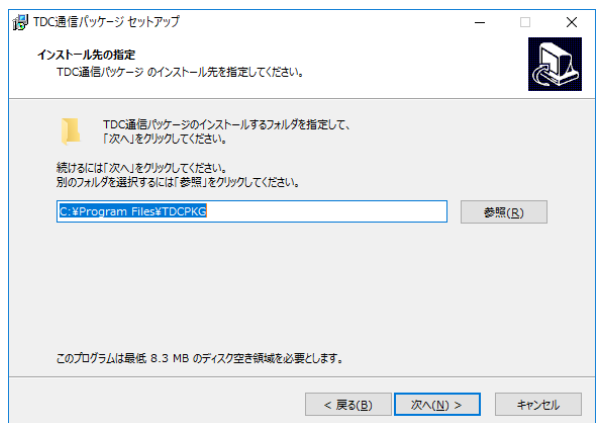 TDC通信パッケージ セットアップ
インストール先の指定
TDC通信パッケージ のインストール先を指定してください。
TDC通信パッケージのインストールするフォルダを指定して、
「次へ」をクリックしてください。
続けるには「次へ」をクリックしてください。
別のフォルダを選択するには「参照」をクリックしてください。
C:¥Program Files¥TDCPKG
参照(R)
このプログラムは最低 8.3 MB のディスク空き領域を必要とします。
< 戻る(B)
次へ(N) >
キャンセル